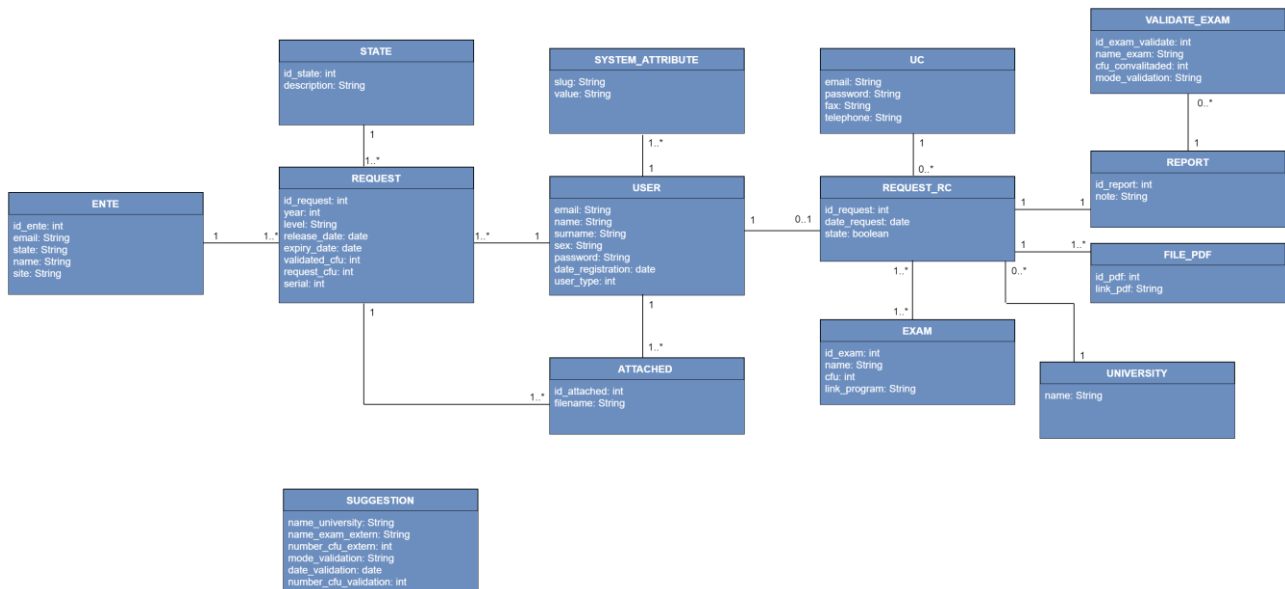 VALIDATE_EXAM
id_exam_validate: int
name_exam: String
cfu_convalitaded: int
mode_validation: String
0..*
1
STATE
id_state: int
description: String
1
1..*
SYSTEM_ATTRIBUTE
slug: String
value: String
1..*
1
UC
email: String
password: String
fax: String
telephone: String
1
0..*
REPORT
id_report: int
note: String
ENTE
id_ente: int
email: String
state: String
name: String
site: String
1
1..*
REQUEST
id_request: int
year: int
level: String
release_date: date
expiry_date: date
validated_cfu: int
request_cfu: int
serial: int
1..*
1
USER
email: String
name: String
surname: String
sex: String
password: String
date_registration: date
user_type: int
1
0..1
REQUEST_RC
id_request: int
date_request: date
state: boolean
1
1
1
1..*
FILE_PDF
id_pdf: int
link_pdf: String
1
1..*
1
1..*
ATTACHED
id_attached: int
filename: String
1..*
1..*
EXAM
id_exam: int
name: String
cfu: int
link_program: String
0..*
1
UNIVERSITY
name: String
SUGGESTION
name_university: String
name_exam_extern: String
number_cfu_extern: int
mode_validation: String
date_validation: date
number_cfu_validation: int